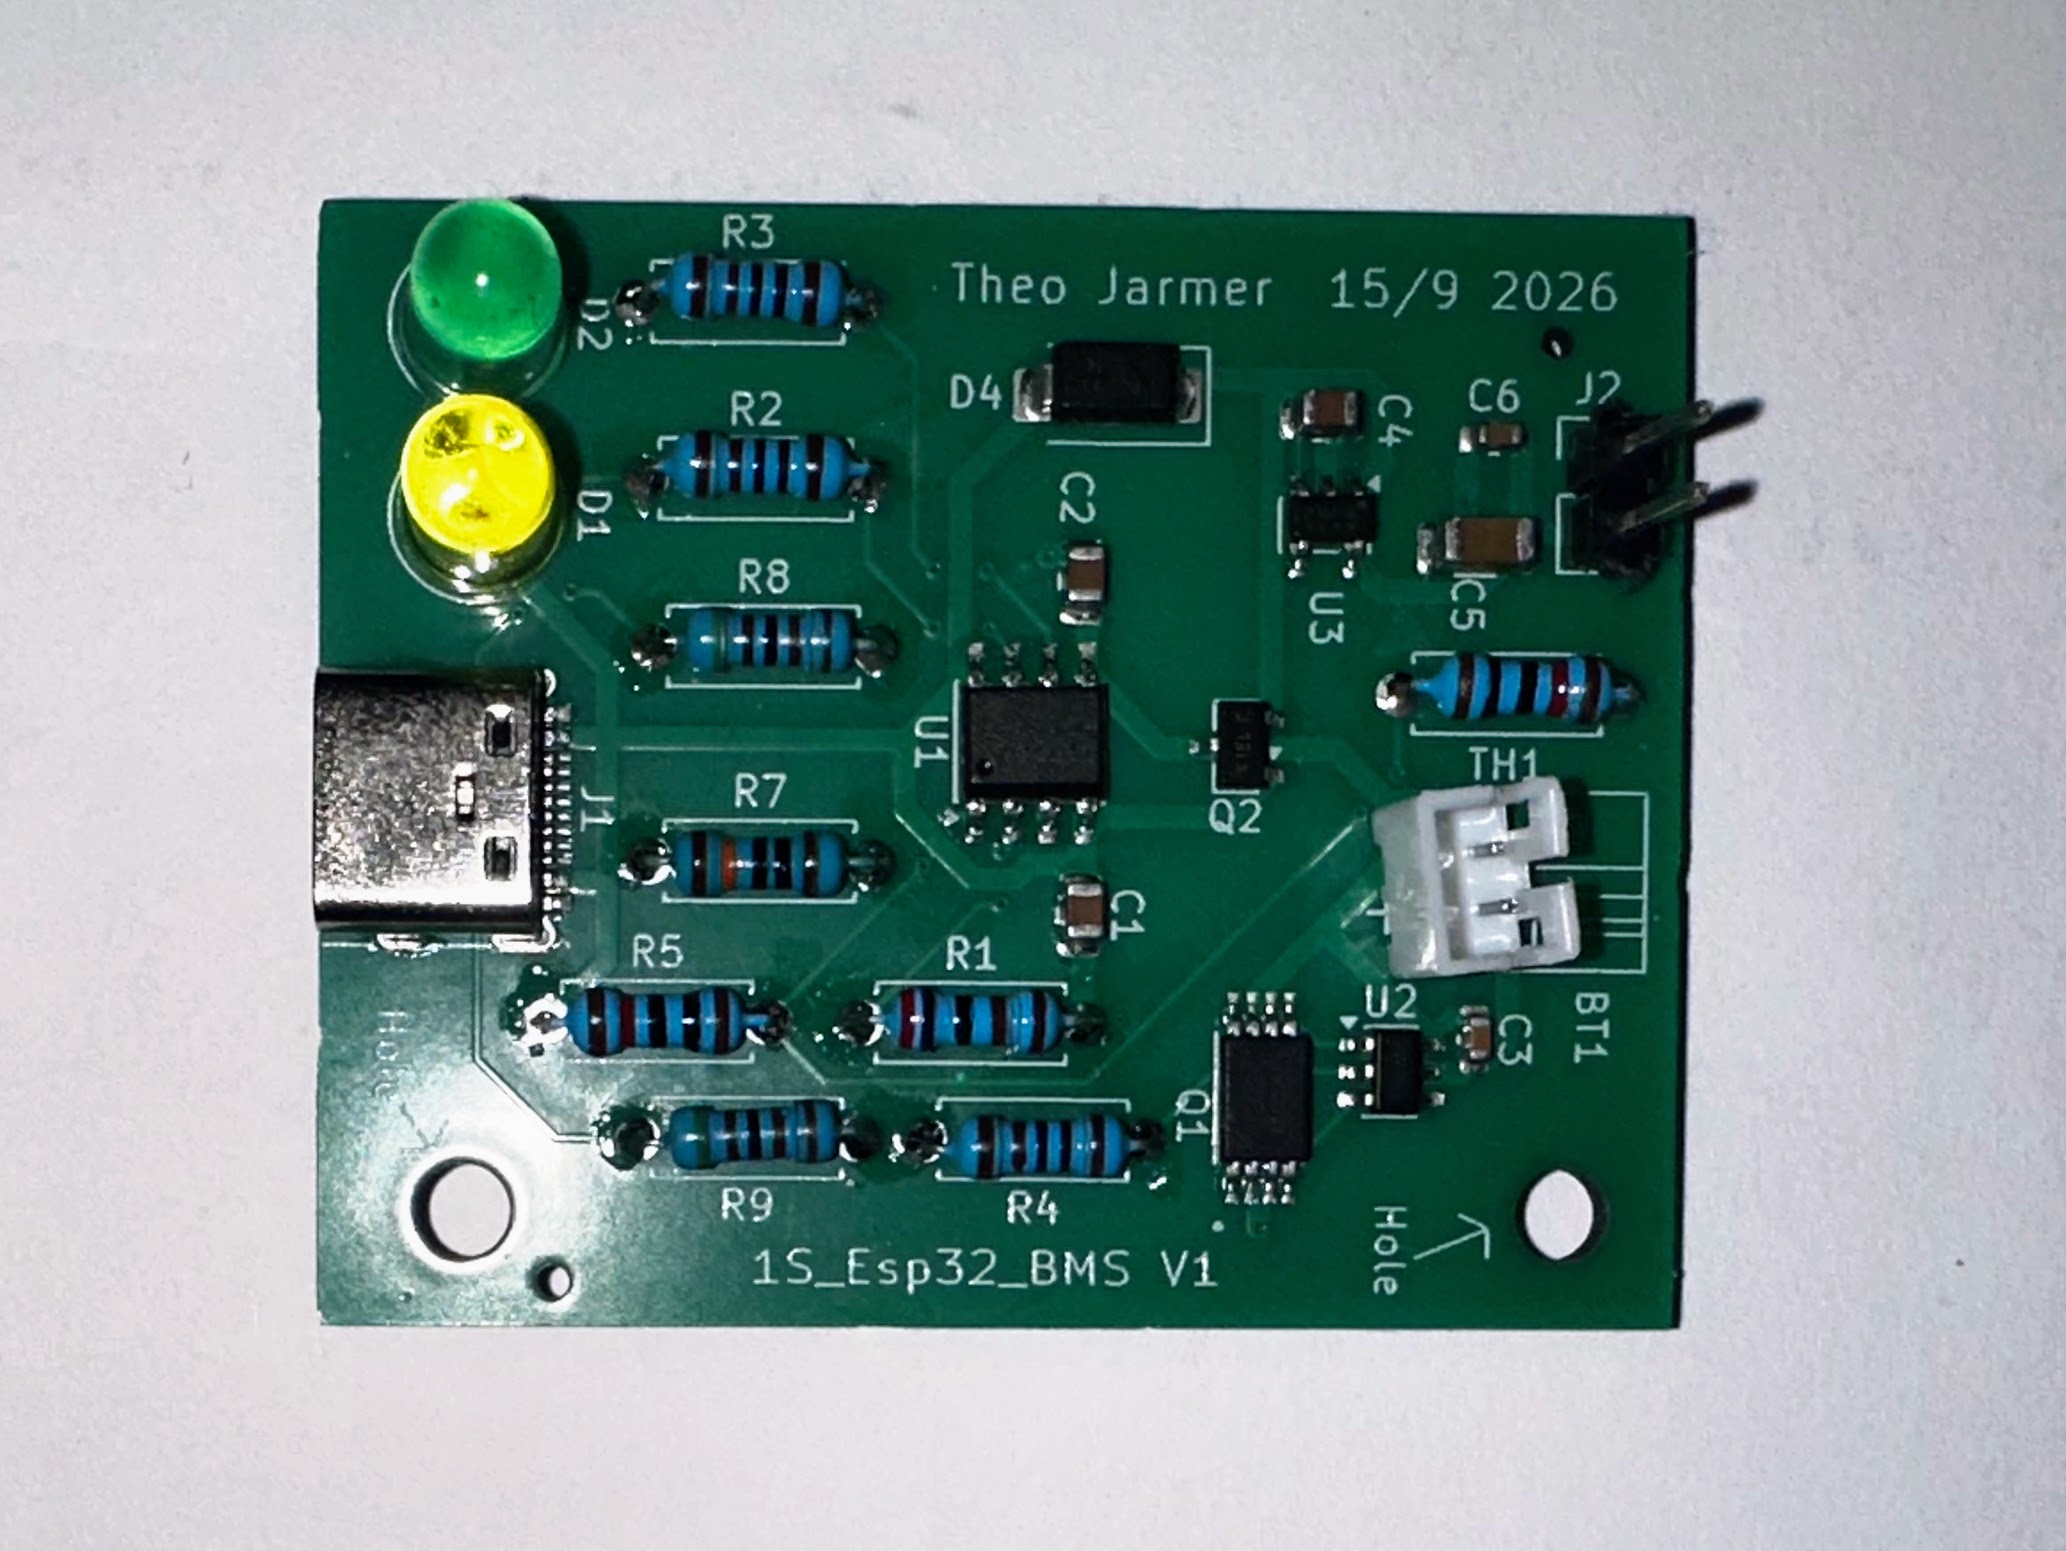 R3
Theo Jarmer 15/9 2026
D2
D4
C4
C6
J2
R2
D1
C2
R8
U3
C5
U1
TH1
R7
J1
Q2
C1
R5
R1
BT1
U2
C3
Hole
Q1
R9
R4
Hole
1S_Esp32_BMS V1